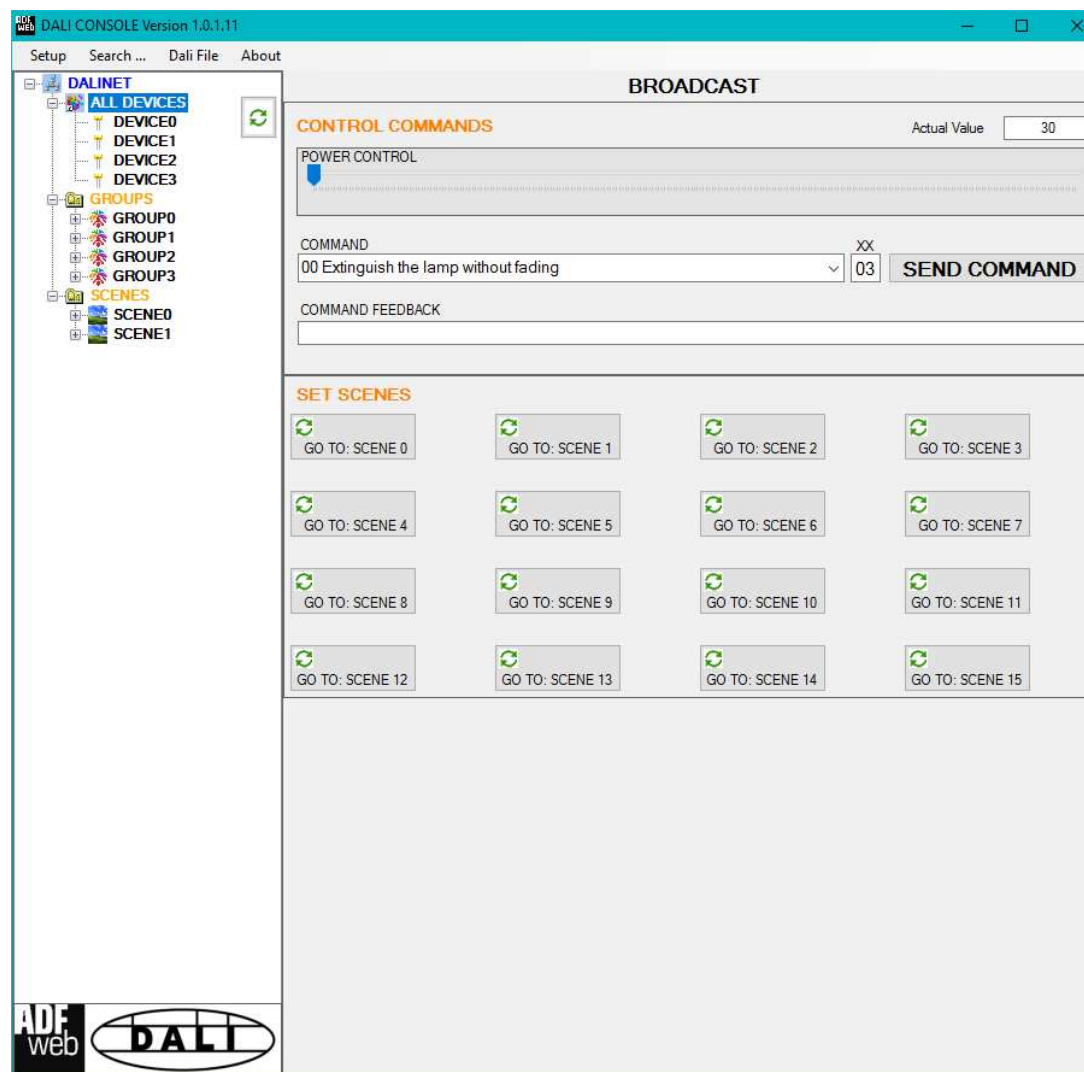 ADF web DALI CONSOLE Version 1.0.1.11
Setup Search ... Dali File About
DALINET
ALL DEVICES
DEVICE0
DEVICE1
DEVICE2
DEVICE3
GROUPS
GROUP0
GROUP1
GROUP2
GROUP3
SCENES
SCENE0
SCENE1
BROADCAST
CONTROL COMMANDS Actual Value 30
POWER CONTROL
COMMAND XX
00 Extinguish the lamp without fading 03 SEND COMMAND
COMMAND FEEDBACK
SET SCENES
GO TO: SCENE 0 GO TO: SCENE 1 GO TO: SCENE 2 GO TO: SCENE 3
GO TO: SCENE 4 GO TO: SCENE 5 GO TO: SCENE 6 GO TO: SCENE 7
GO TO: SCENE 8 GO TO: SCENE 9 GO TO: SCENE 10 GO TO: SCENE 11
GO TO: SCENE 12 GO TO: SCENE 13 GO TO: SCENE 14 GO TO: SCENE 15
ADF
web
DALI